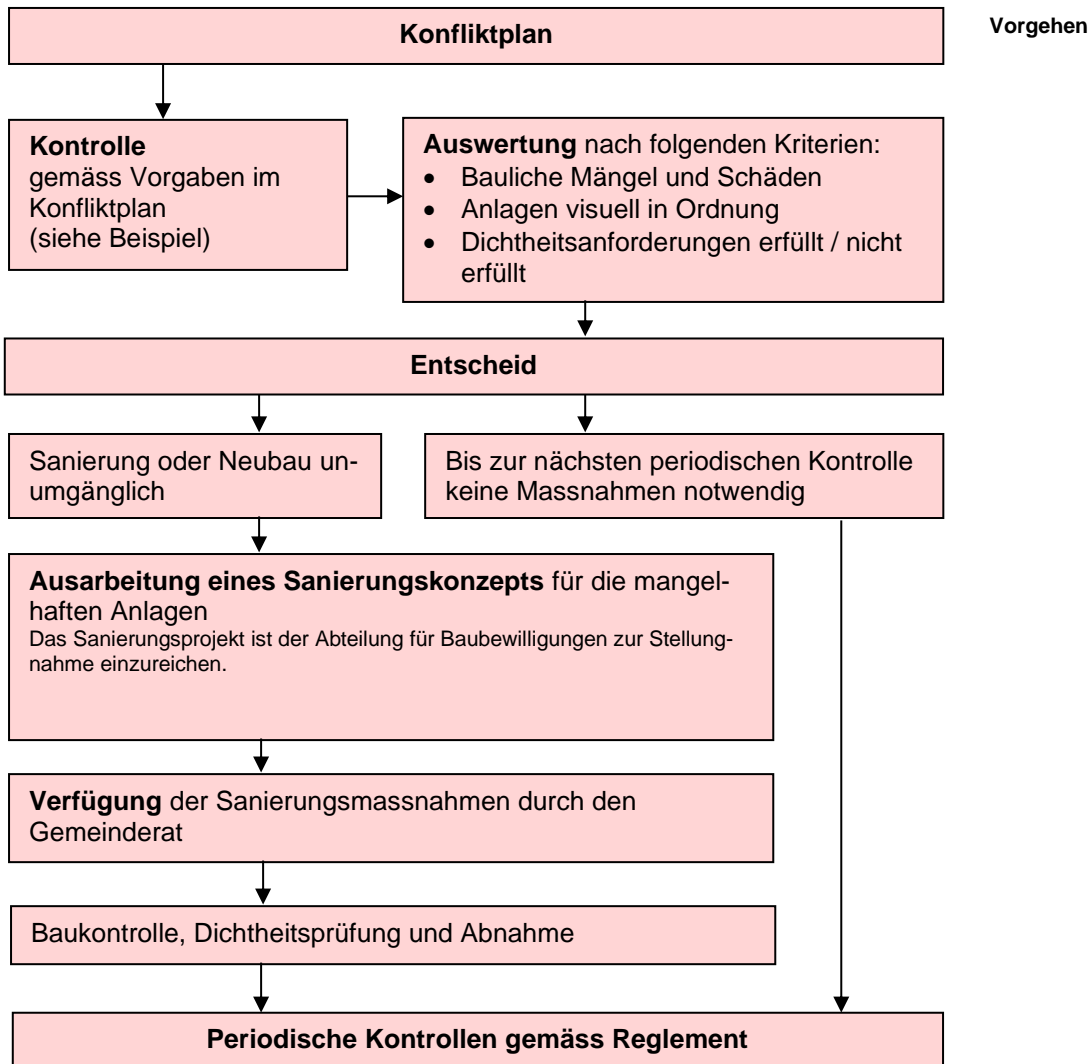 Konfliktplan
Vorgehen
Kontrolle
gemäss Vorgaben im
Konfliktplan
(siehe Beispiel)
Auswertung nach folgenden Kriterien:
• Bauliche Mängel und Schäden
• Anlagen visuell in Ordnung
• Dichtheitsanforderungen erfüllt / nicht
erfüllt
Entscheid
Sanierung oder Neubau un-
umgänglich
Bis zur nächsten periodischen Kontrolle
keine Massnahmen notwendig
Ausarbeitung eines Sanierungskonzepts für die mangel-
haften Anlagen
Das Sanierungsprojekt ist der Abteilung für Baubewilligungen zur Stellung-
nahme einzureichen.
Verfügung der Sanierungsmassnahmen durch den
Gemeinderat
Baukontrolle, Dichtheitsprüfung und Abnahme
Periodische Kontrollen gemäss Reglement